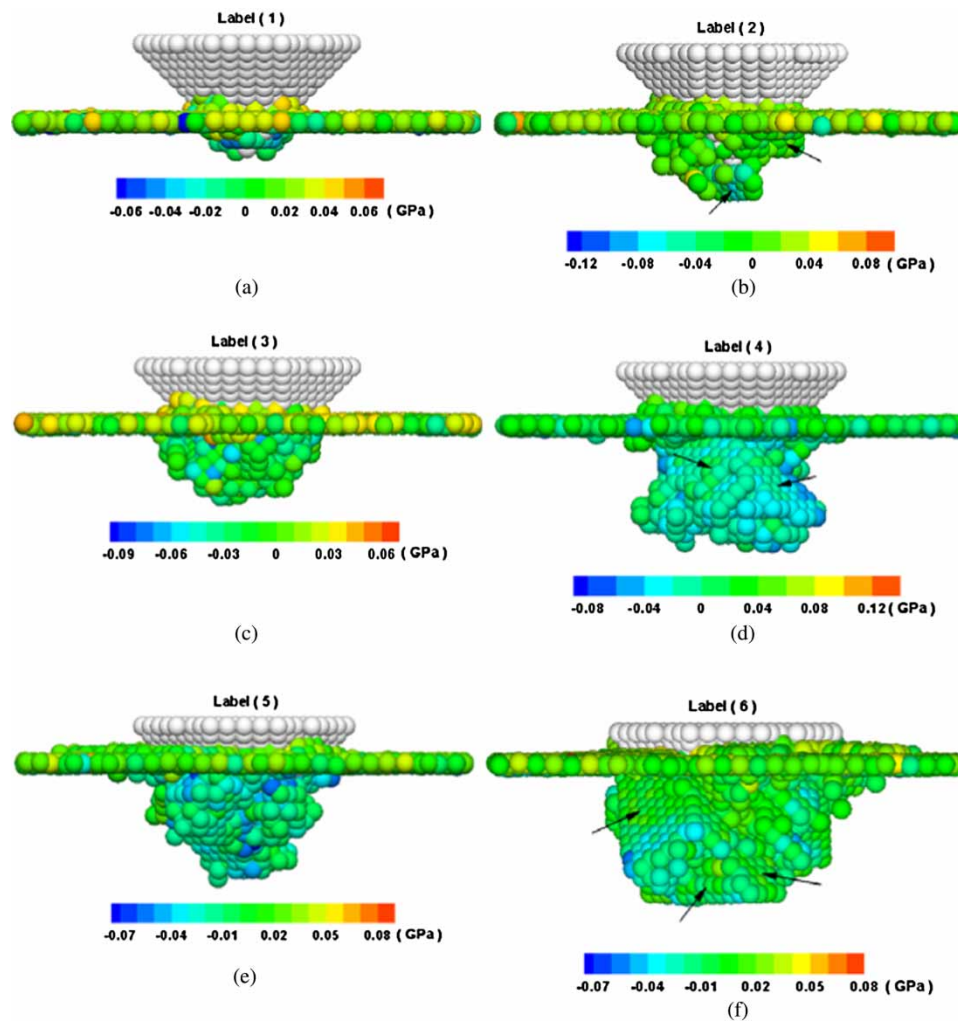 Label ( 1 )
-0.06 -0.04 -0.02 0 0.02 0.04 0.06 ( GPa)
(a)
Label ( 2 )
-0.12 -0.08 -0.04 0 0.04 0.08 ( GPa)
(b)
Label ( 3 )
-0.09 -0.06 -0.03 0 0.03 0.06 ( GPa)
(c)
Label ( 4 )
-0.08 -0.04 0 0.04 0.08 0.12 ( GPa)
(d)
Label ( 5 )
-0.07 -0.04 -0.01 0.02 0.05 0.08 ( GPa)
(e)
Label ( 6 )
-0.07 -0.04 -0.01 0.02 0.05 0.08 ( GPa)
(f)